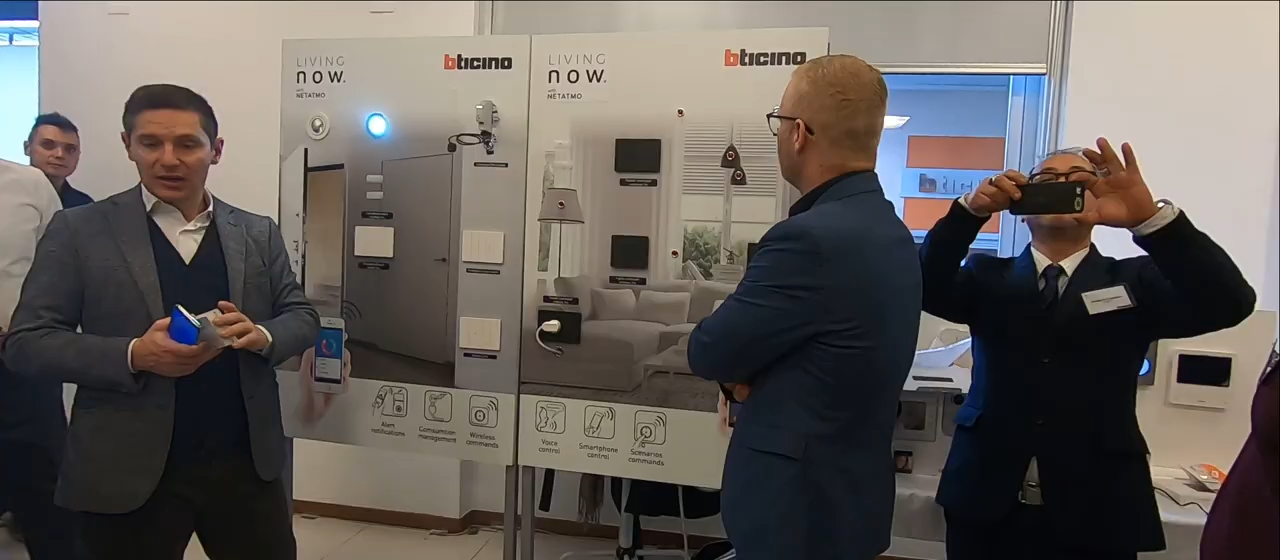 LIVING
now.
with
NETATMO
bticino
LIVING
now.
with
NETATMO
bticino
bticin
Alert
notifications
Consumption
management
Wireless
commands
Voice
control
Smartphone
control
Scenarios
commands